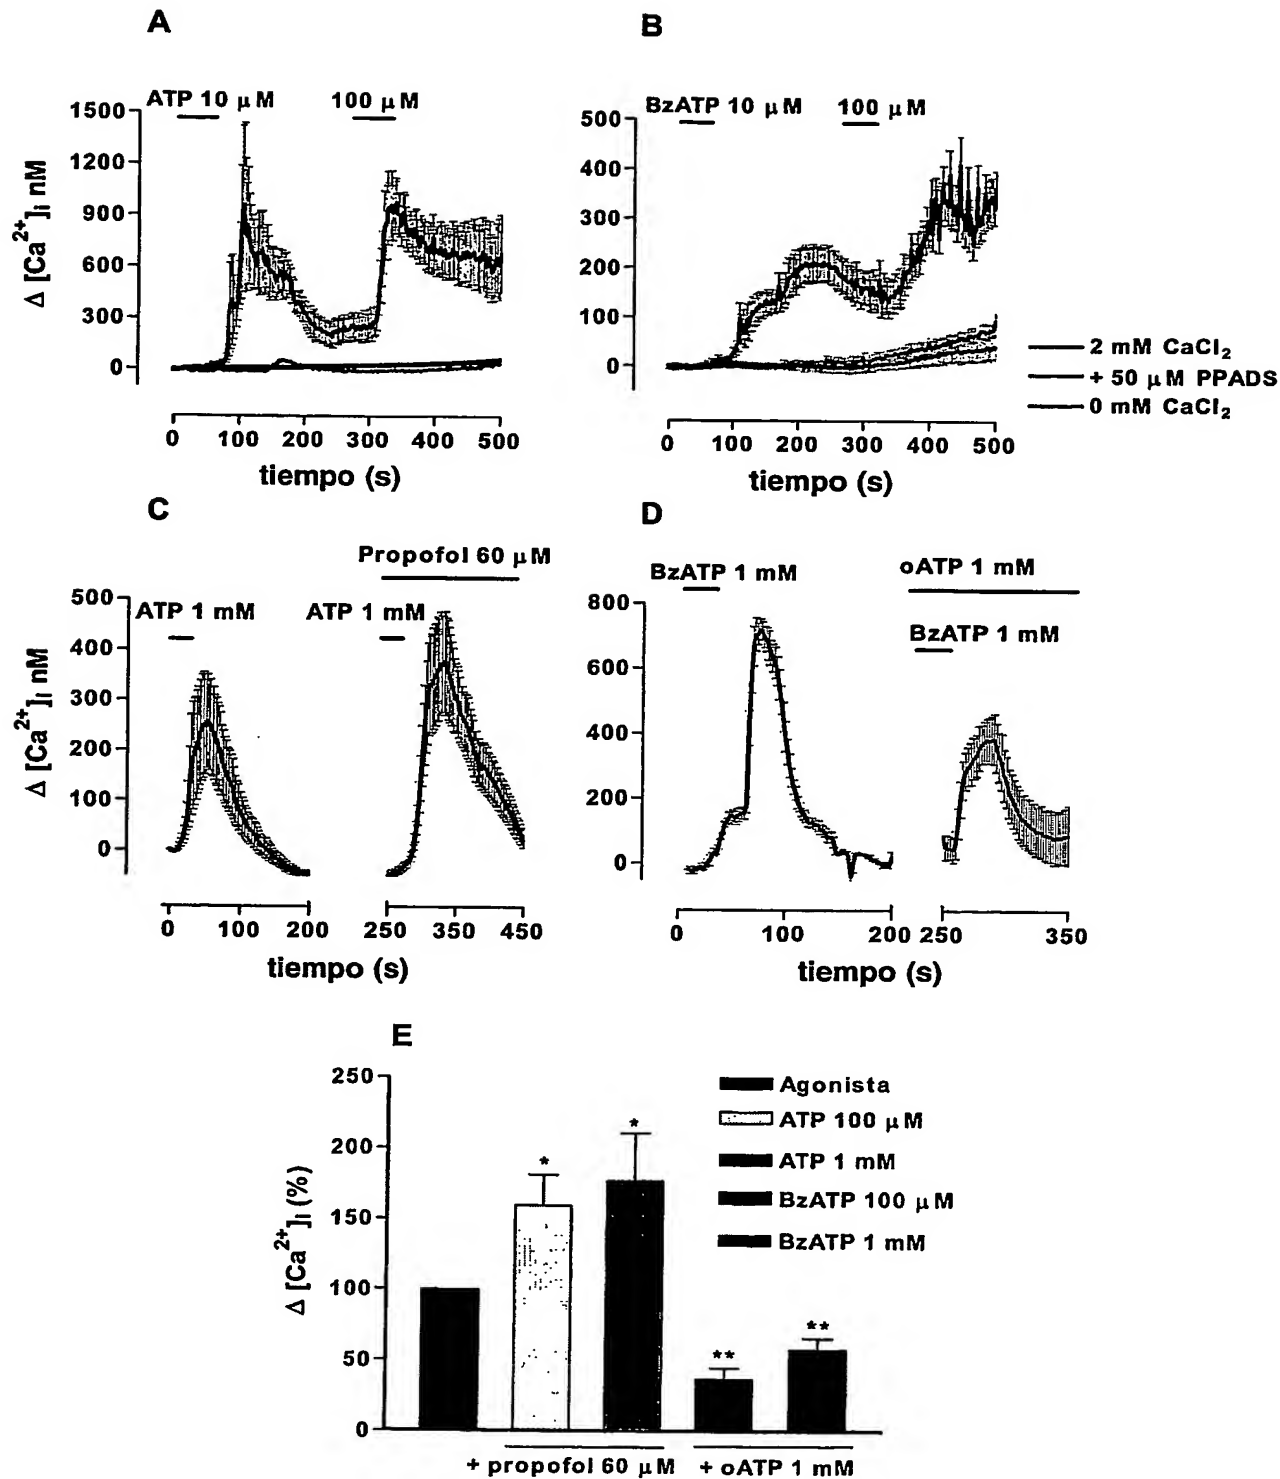 A
ATP 10 μM
100 μM
1500
1200
900
600
300
0
Δ [Ca²⁺]i nM
0 100 200 300 400 500
tiempo (s)
B
BzATP 10 μM
100 μM
500
400
300
200
100
0
0 100 200 300 400 500
tiempo (s)
2 mM CaCl₂
+ 50 μM PPADS
0 mM CaCl₂
C
Propofol 60 μM
ATP 1 mM
ATP 1 mM
500
400
300
200
100
0
Δ [Ca²⁺]i nM
0 100 200 250 350 450
tiempo (s)
D
BzATP 1 mM
oATP 1 mM
BzATP 1 mM
800
600
400
200
0
0 100 200 250 350
tiempo (s)
E
250
200
150
100
50
0
Δ [Ca²⁺]i (%)
*
*
**
**
Agonista
ATP 100 μM
ATP 1 mM
BzATP 100 μM
BzATP 1 mM
+ propofol 60 μM
+ oATP 1 mM